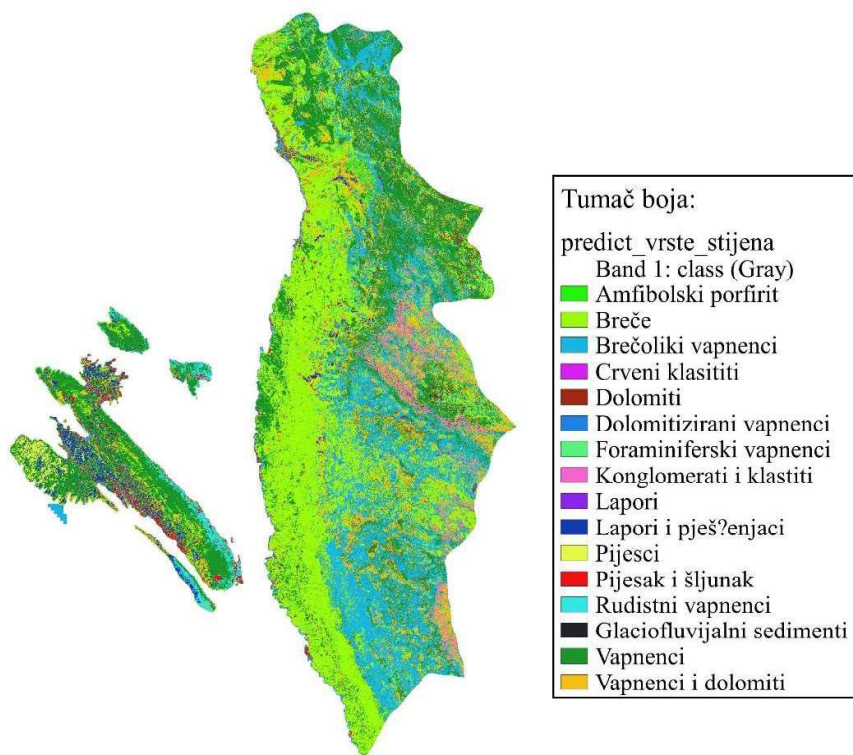 Tumač boja:
predict_vrste_stijena
Band 1: class (Gray)
Amfibolski porfirit
Breče
Brečoliki vapnenci
Crveni klasititi
Dolomiti
Dolomitizirani vapnenci
Foraminiferski vapnenci
Konglomerati i klastiti
Lapori
Lapori i pješ?enjaci
Pijesci
Pijesak i šljunak
Rudistni vapnenci
Glaciofluvijalni sedimenti
Vapnenci
Vapnenci i dolomiti